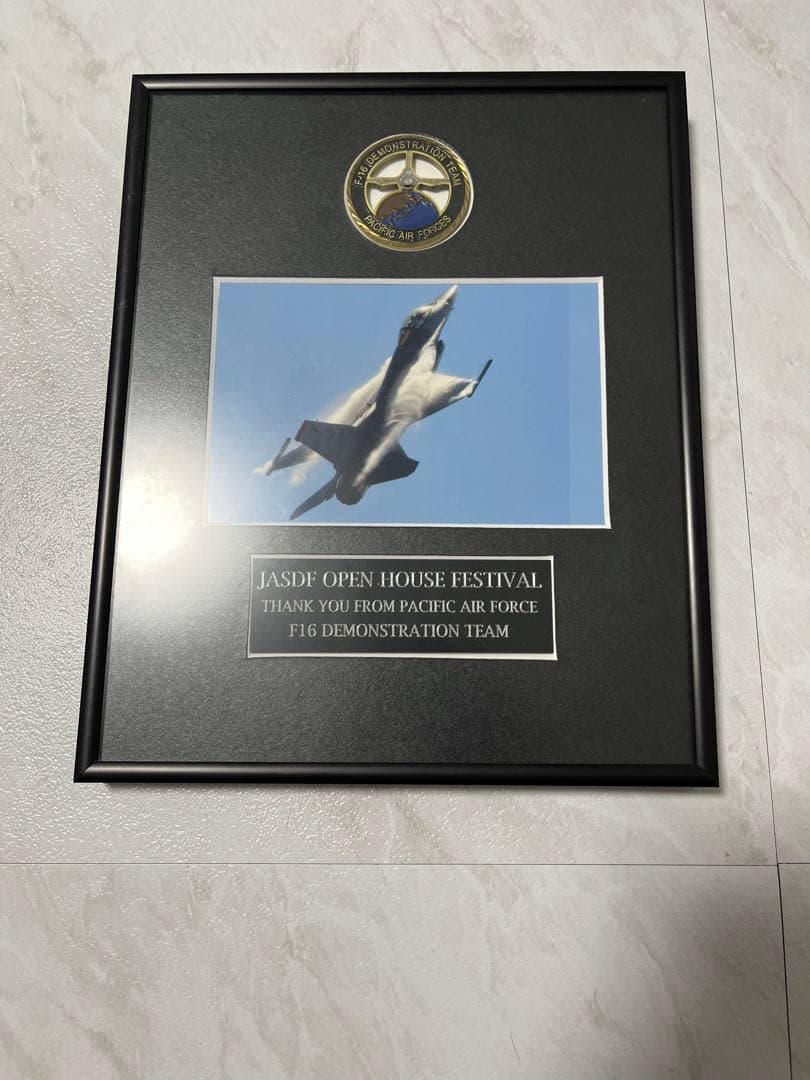 F-16 DEMONSTRATION TEAM
PACIFIC AIR FORCES
JASDF OPEN HOUSE FESTIVAL
THANK YOU FROM PACIFIC AIR FORCE
F16 DEMONSTRATION TEAM